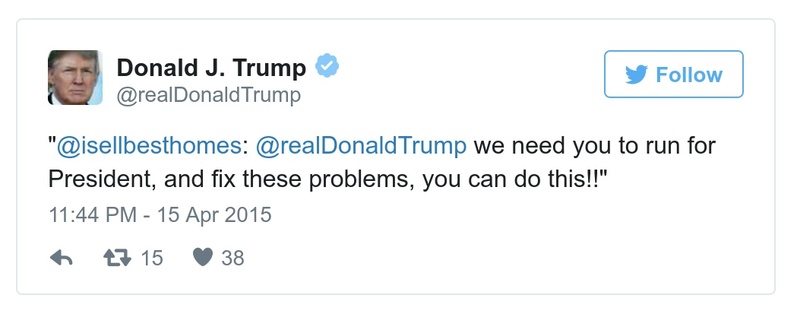 Donald J. Trump
@realDonaldTrump
Follow
"@isellbesthomes: @realDonaldTrump we need you to run for
President, and fix these problems, you can do this!!"
11:44 PM - 15 Apr 2015
15 38